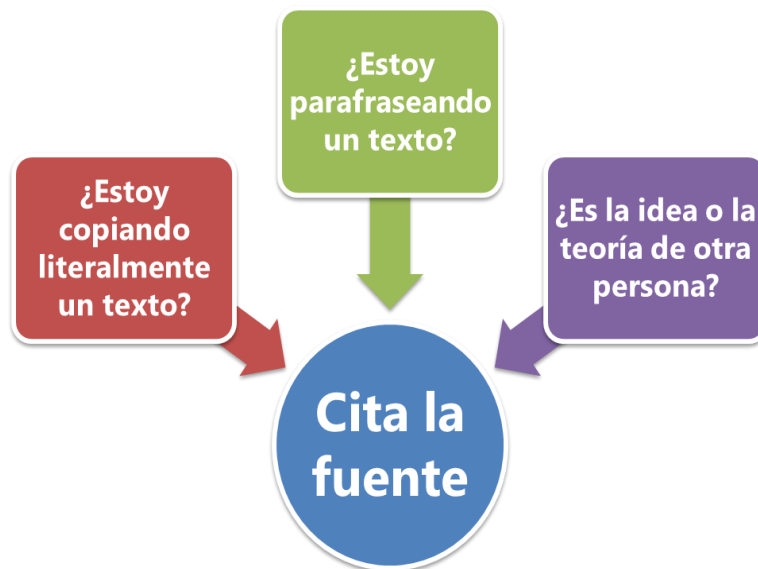 ¿Estoy
parafraseando
un texto?
¿Estoy
copiando
literalmente
un texto?
¿Es la idea o la
teoría de otra
persona?
Cita la
fuente